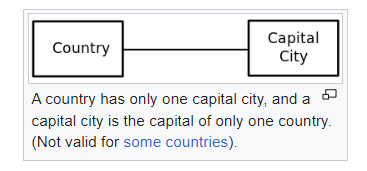 Country
Capital
City
A country has only one capital city, and a
capital city is the capital of only one country.
(Not valid for some countries).